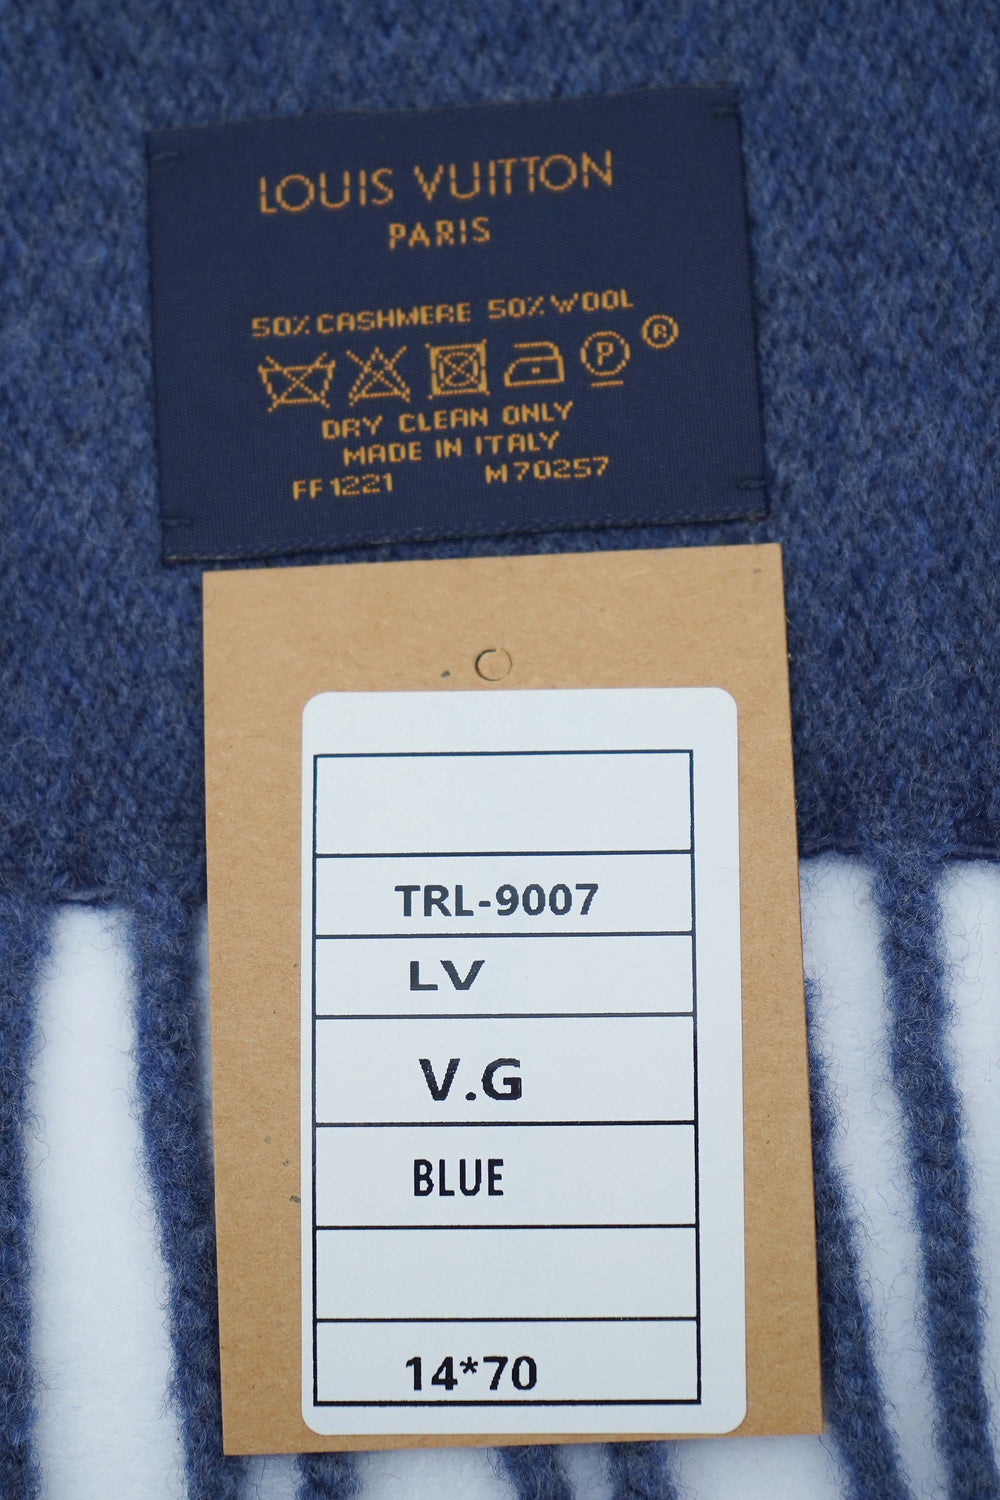 LOUIS VUITTON
PARIS
50% CASHMERE 50% WOOL
P ®
DRY CLEAN ONLY
MADE IN ITALY
FF1221 M70257
TRL-9007
LV
V.G
BLUE
14*70